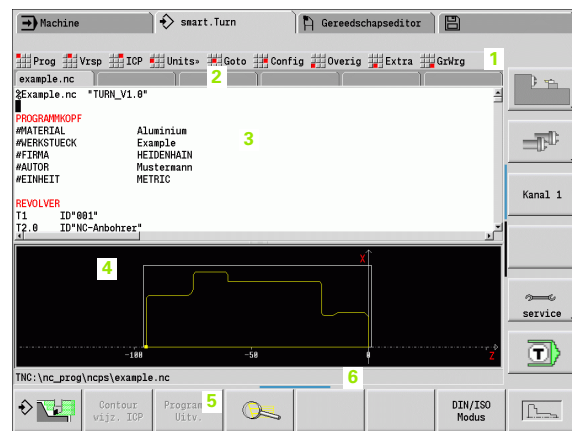 Machine
smart.Turn
Gereedschapseditor
Prog Vrsp ICP Units» Goto Config Overig Extra GrWrg
1
example.nc
2
%Example.nc "TURN_V1.0"
PROGRAMMKOPF
#MATERIAL Aluminium
#WERKSTUECK Example
#FIRMA HEIDENHAIN
#AUTOR Mustermann
#EINHEIT METRIC
3
REVOLVER
T1 ID"001"
T2.0 ID"NC-Anbohrer"
Kanal 1
4
X
-100 -50 0 Z
service
TNC:\nc_prog\ncps\example.nc
6
T
Contour
wijz. ICP
Uitv.
5
DIN/ISO
Modus